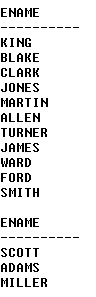 ENAME
----------
KING
BLAKE
CLARK
JONES
MARTIN
ALLEN
TURNER
JAMES
WARD
FORD
SMITH
ENAME
----------
SCOTT
ADAMS
MILLER